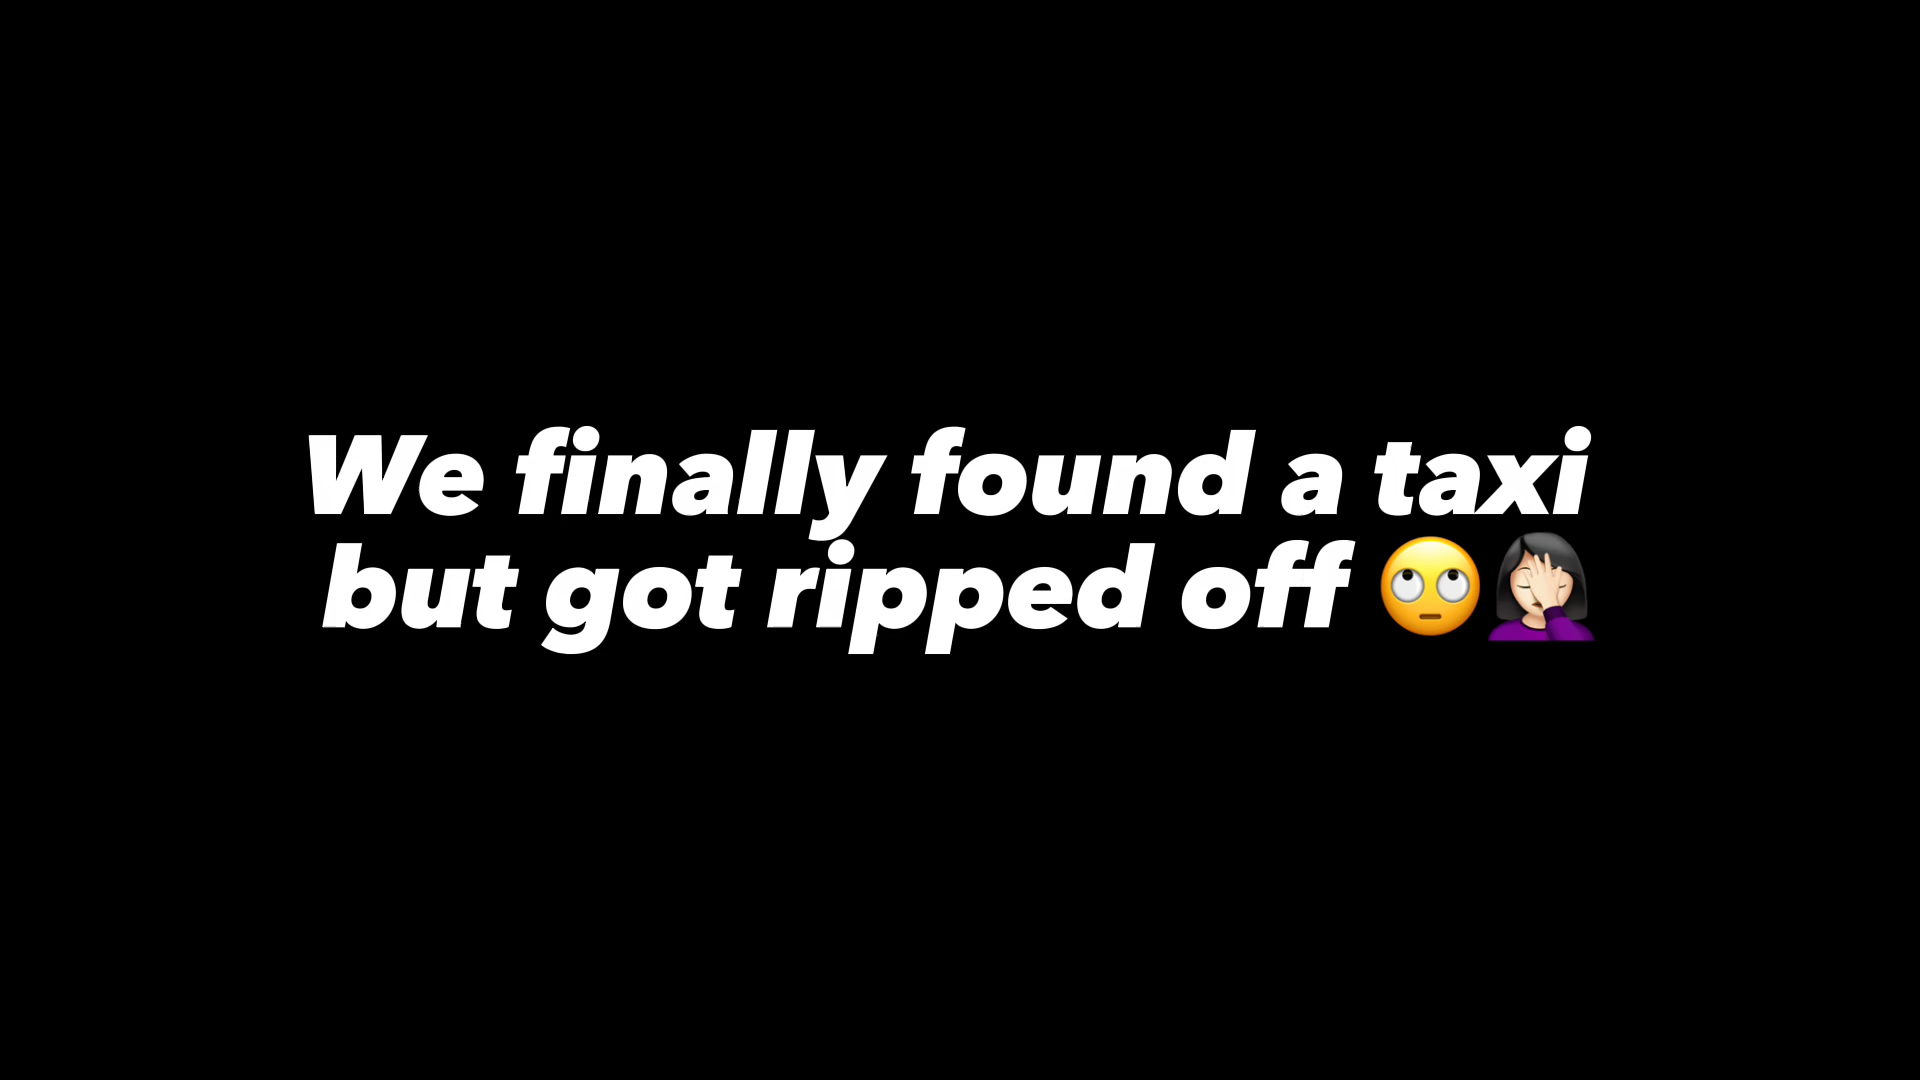 We finally found a taxi
but got ripped off 🙄🤦🏻‍♀️